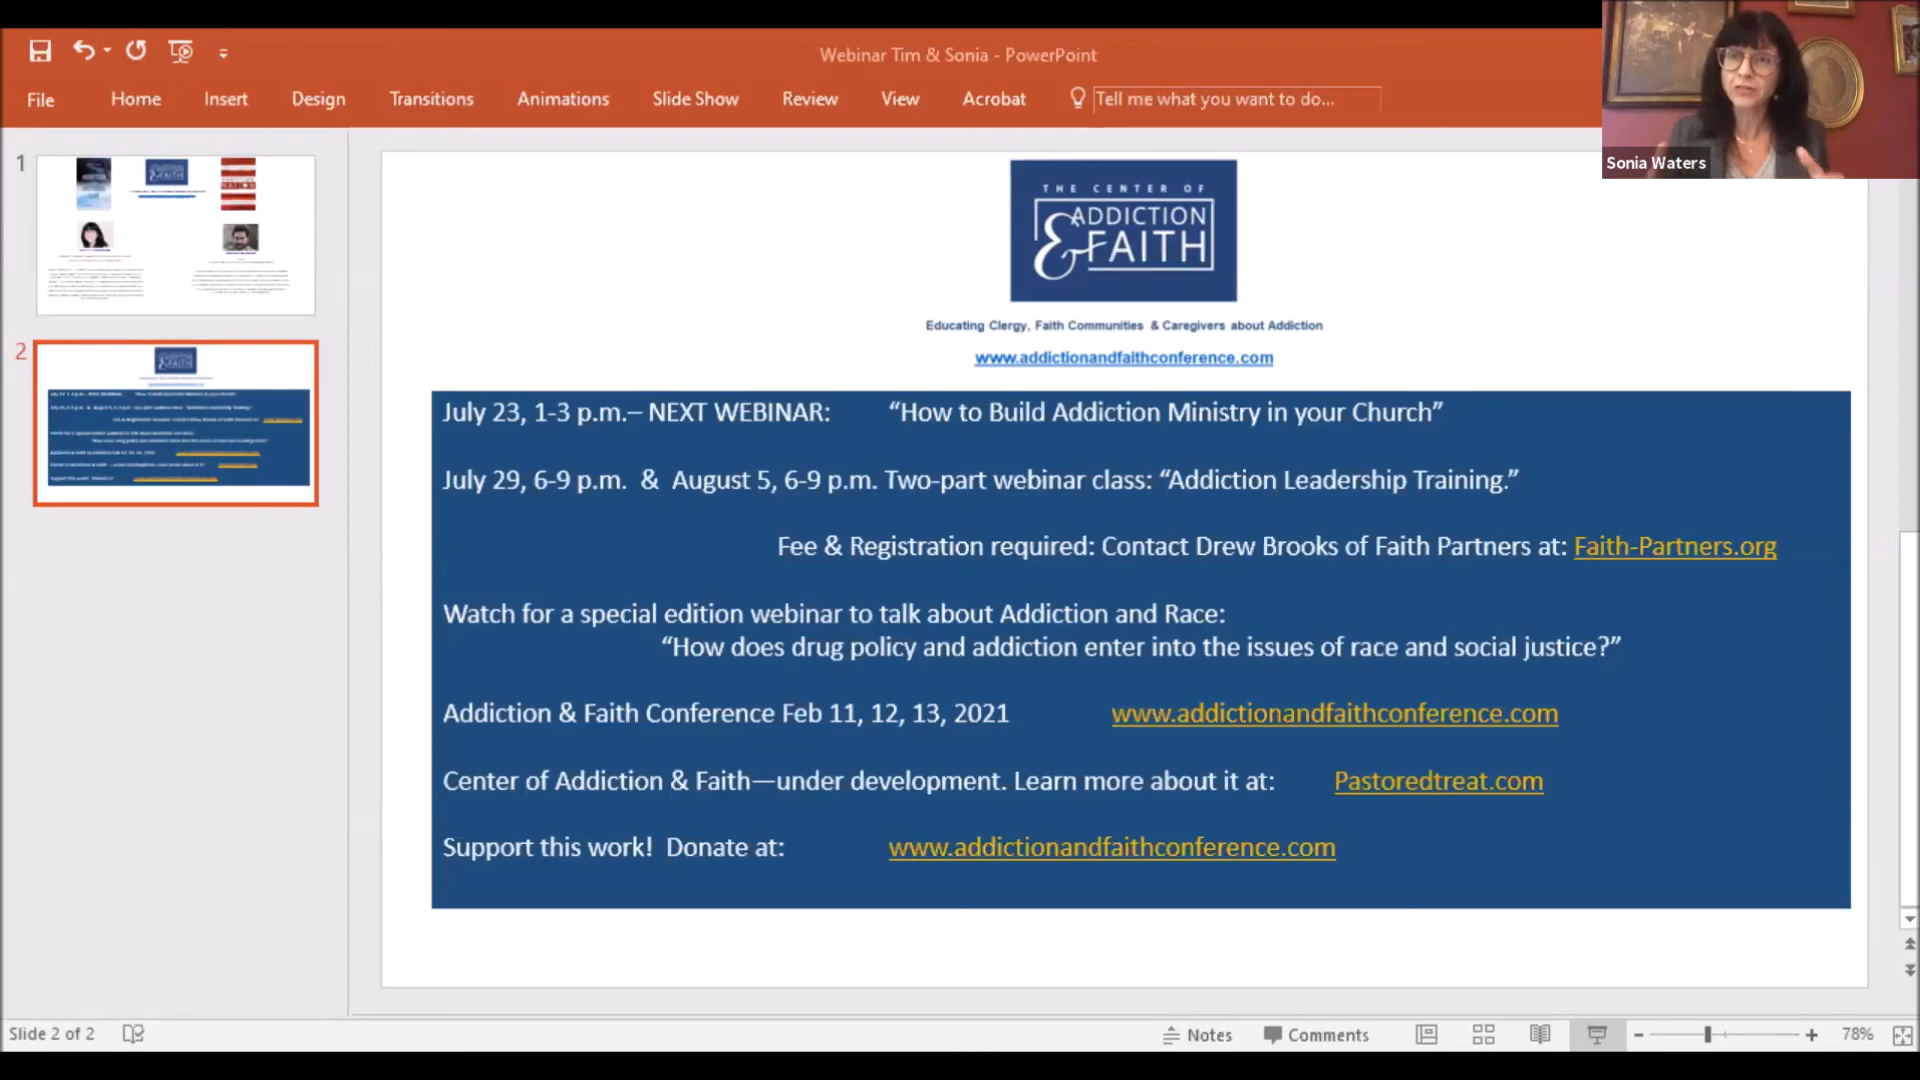 Webinar Tim & Sonia - PowerPoint
File Home Insert Design Transitions Animations Slide Show Review View Acrobat Tell me what you want to do...
Sonia Waters
1
ADDICTION
& FAITH
NATION
2
ADDICTION
& FAITH
THE CENTER OF
ADDICTION
& FAITH
Educating Clergy, Faith Communities & Caregivers about Addiction
www.addictionandfaithconference.com
July 23, 1-3 p.m.– NEXT WEBINAR: “How to Build Addiction Ministry in your Church”
July 29, 6-9 p.m. & August 5, 6-9 p.m. Two-part webinar class: “Addiction Leadership Training.”
Fee & Registration required: Contact Drew Brooks of Faith Partners at: Faith-Partners.org
Watch for a special edition webinar to talk about Addiction and Race:
“How does drug policy and addiction enter into the issues of race and social justice?”
Addiction & Faith Conference Feb 11, 12, 13, 2021 www.addictionandfaithconference.com
Center of Addiction & Faith—under development. Learn more about it at: Pastoredtreat.com
Support this work! Donate at: www.addictionandfaithconference.com
Slide 2 of 2 Notes Comments 78%